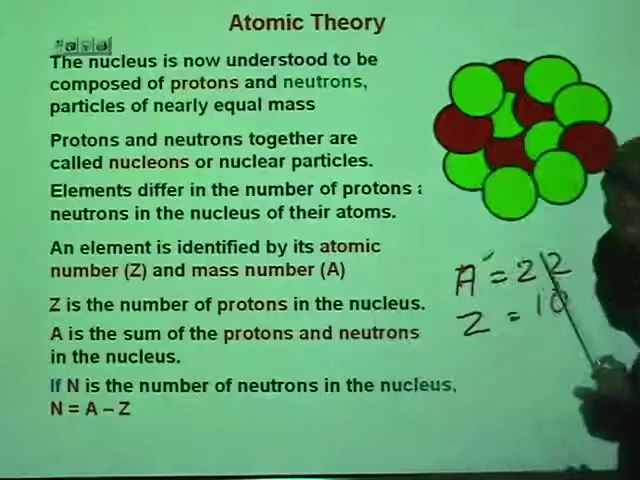 Atomic Theory
The nucleus is now understood to be
composed of protons and neutrons,
particles of nearly equal mass
Protons and neutrons together are
called nucleons or nuclear particles.
Elements differ in the number of protons
neutrons in the nucleus of their atoms.
An element is identified by its atomic
number (Z) and mass number (A)
Z is the number of protons in the nucleus.
A is the sum of the protons and neutrons
in the nucleus.
If N is the number of neutrons in the nucleus,
N = A – Z
A = 22
Z = 10